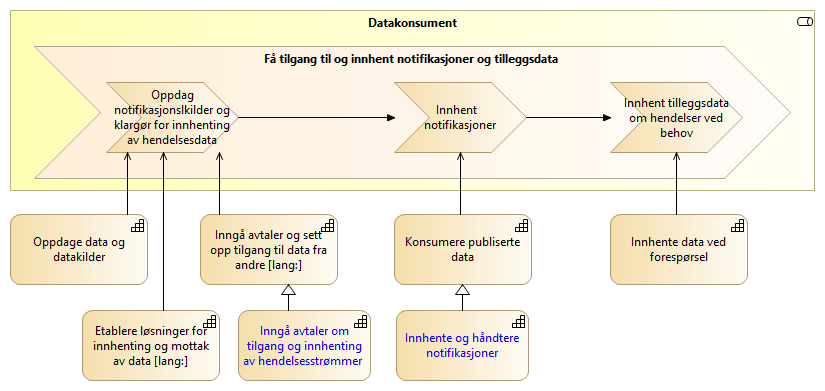 Datakonsument
Få tilgang til og innhent notifikasjoner og tilleggsdata
Oppdag
notifikasjonslkilder og
klargjør for innhenting
av hendelsesdata
Innhent
notifikasjoner
Innhent tilleggsdata
om hendelser ved
behov
Oppdage data og
datakilder
Inngå avtaler og sett
opp tilgang til data fra
andre [lang:]
Konsumere publiserte
data
Innhente data ved
forespørsel
Etablere løsninger for
innhenting og mottak
av data [lang:]
Inngå avtaler om
tilgang og innhenting
av hendelsesstrømmer
Innhente og håndtere
notifikasjoner